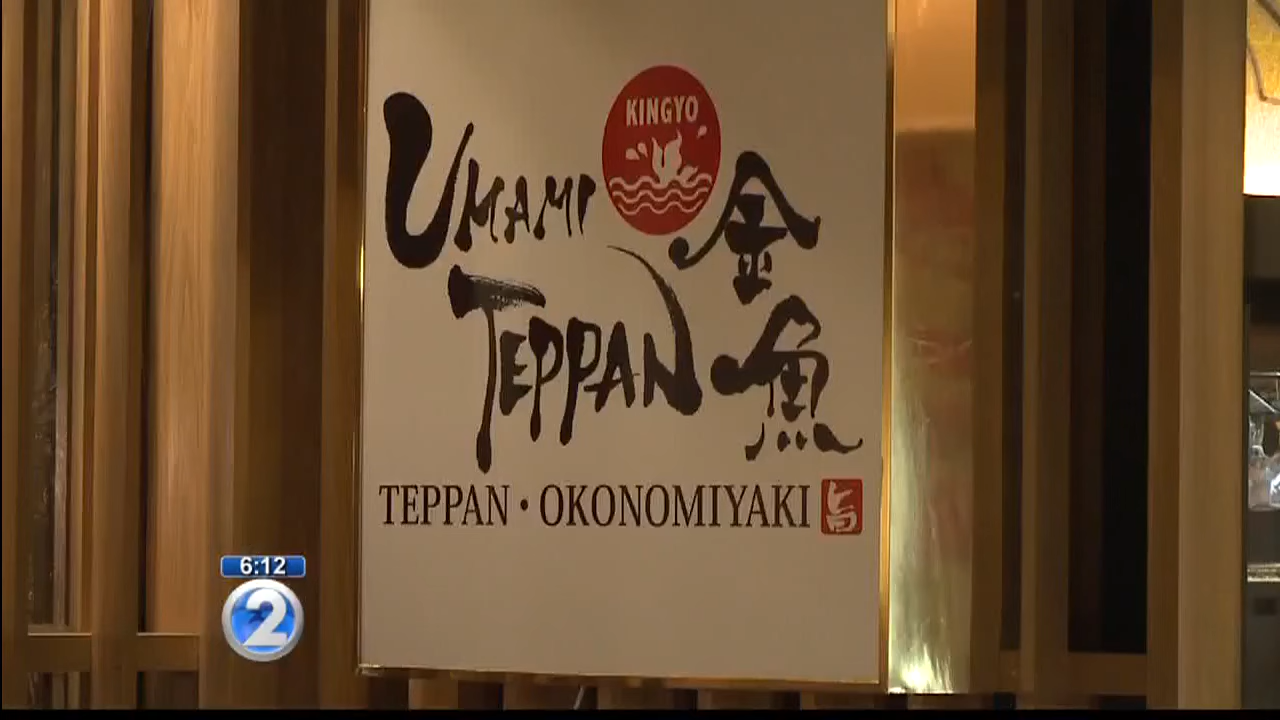 KINGYO
UMAMI
TEPPAN
金
魚
TEPPAN・OKONOMIYAKI 旨
6:12
2